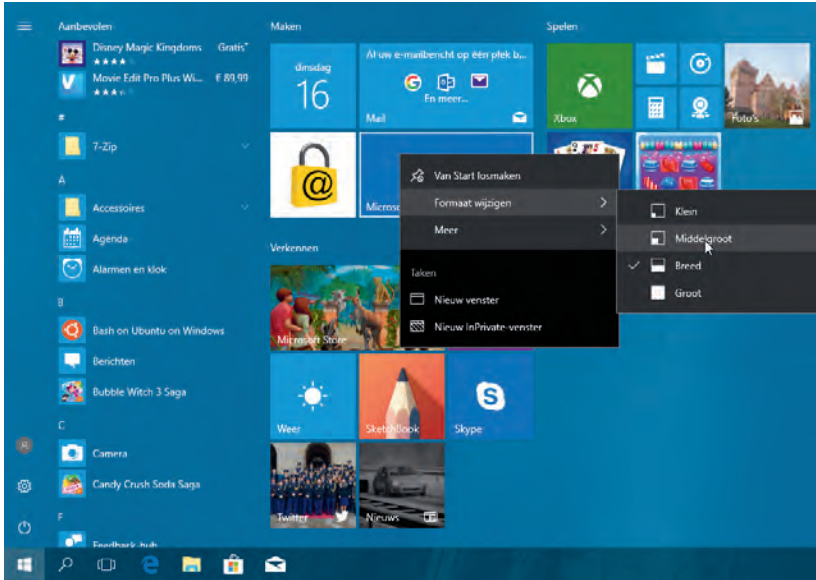 Aanbevolen
Disney Magic Kingdoms Gratis*
Movie Edit Pro Plus Wi... € 89,99
#
7-Zip
A
Accessoires
Agenda
Alarmen en klok
B
Bash on Ubuntu on Windows
Berichten
Bubble Witch 3 Saga
C
Camera
Candy Crush Soda Saga
F
Feedback-hub
Maken
dinsdag
16
Al uw e-mailbericht op één plek b...
En meer...
Mail
@
Microso
Verkennen
Microsoft Store
Weer
SketchBook
Skype
Twitter
Nieuws
Spelen
Xbox
Foto's
Van Start losmaken
Formaat wijzigen
Meer
Taken
Nieuw venster
Nieuw InPrivate-venster
Klein
Middelgroot
Breed
Groot